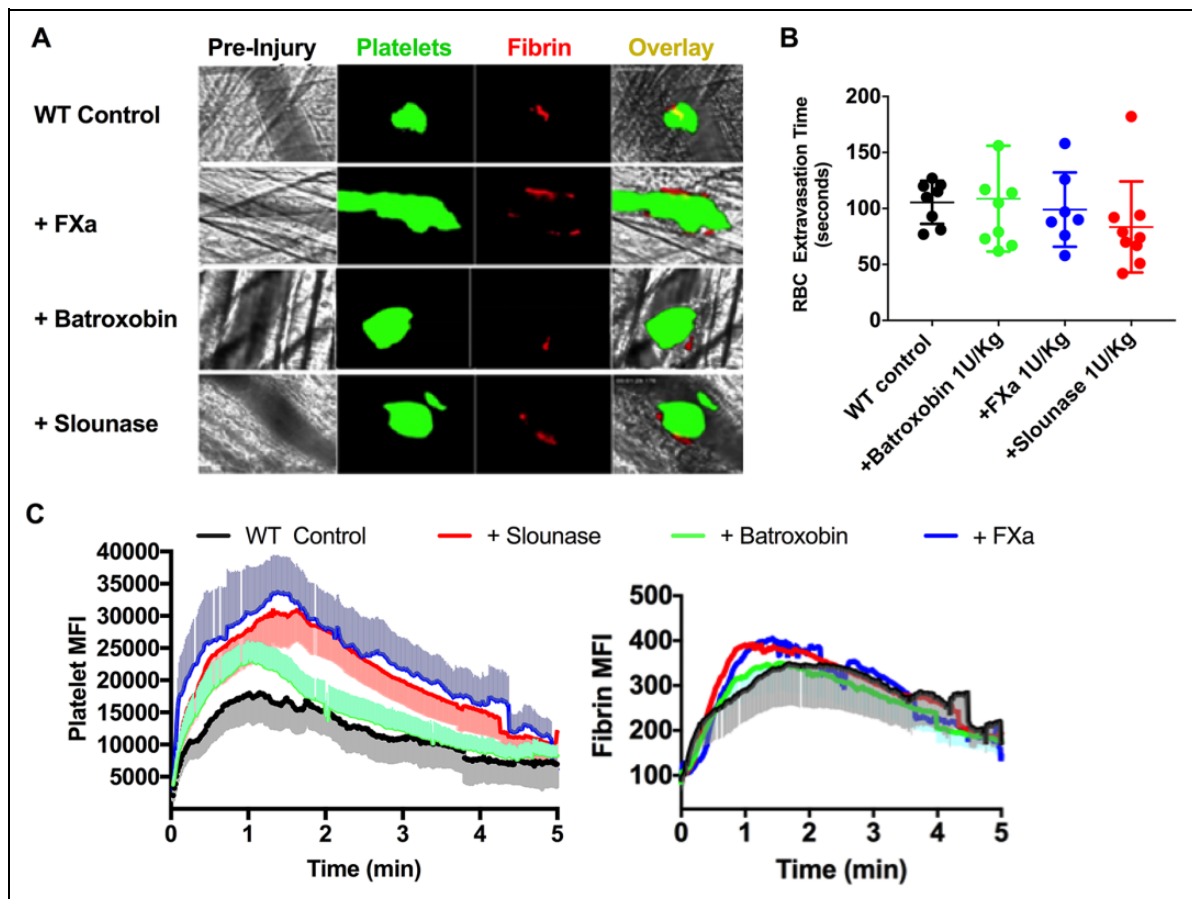 A
Pre-Injury Platelets Fibrin Overlay
WT Control
+ FXa
+ Batroxobin
+ Slounase
B
RBC Extravasation Time
(seconds)
200
150
100
50
0
WT control
+Batroxobin 1U/Kg
+FXa 1U/Kg
+Slounase 1U/Kg
C
WT Control + Slounase + Batroxobin + FXa
Platelet MFI
40000
35000
30000
25000
20000
15000
10000
5000
0 1 2 3 4 5
Time (min)
Fibrin MFI
500
400
300
200
100
0 1 2 3 4 5
Time (min)